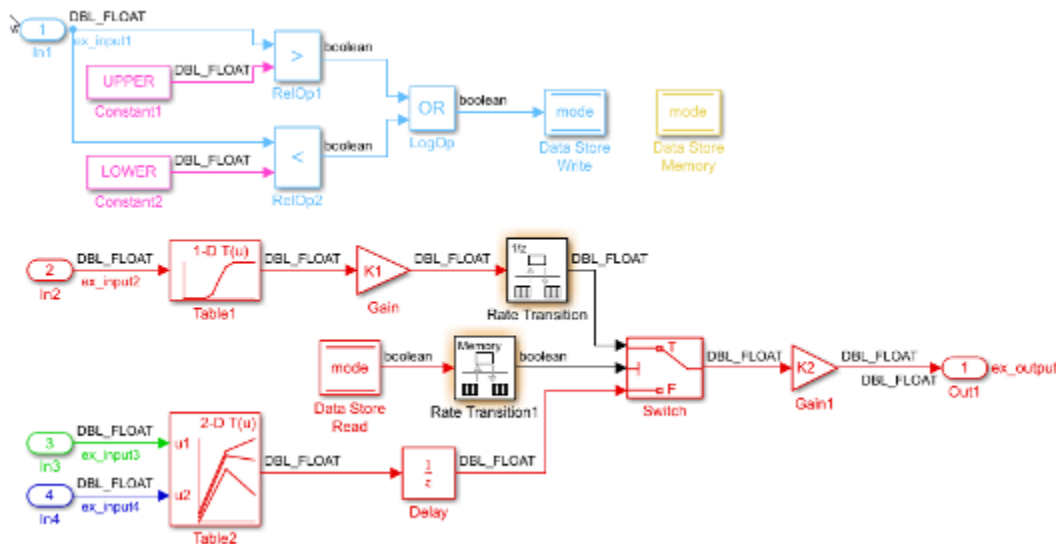 DBL_FLOAT
1
ex_input1
In1
UPPER
DBL_FLOAT
Constant1
>
boolean
RelOp1
LOWER
DBL_FLOAT
Constant2
<
boolean
RelOp2
OR
boolean
LogOp
mode
Data Store
Write
mode
Data Store
Memory
2
DBL_FLOAT
ex_input2
In2
1-D T(u)
DBL_FLOAT
Table1
K1
DBL_FLOAT
Gain
1/z
DBL_FLOAT
Rate Transition
mode
boolean
Data Store
Read
Memory
boolean
Rate Transition1
T
F
Switch
DBL_FLOAT
K2
Gain1
DBL_FLOAT
DBL_FLOAT
1
ex_output
Out1
3
DBL_FLOAT
ex_input3
In3
4
DBL_FLOAT
ex_input4
In4
2-D T(u)
u1
u2
Table2
DBL_FLOAT
1
z
DBL_FLOAT
Delay